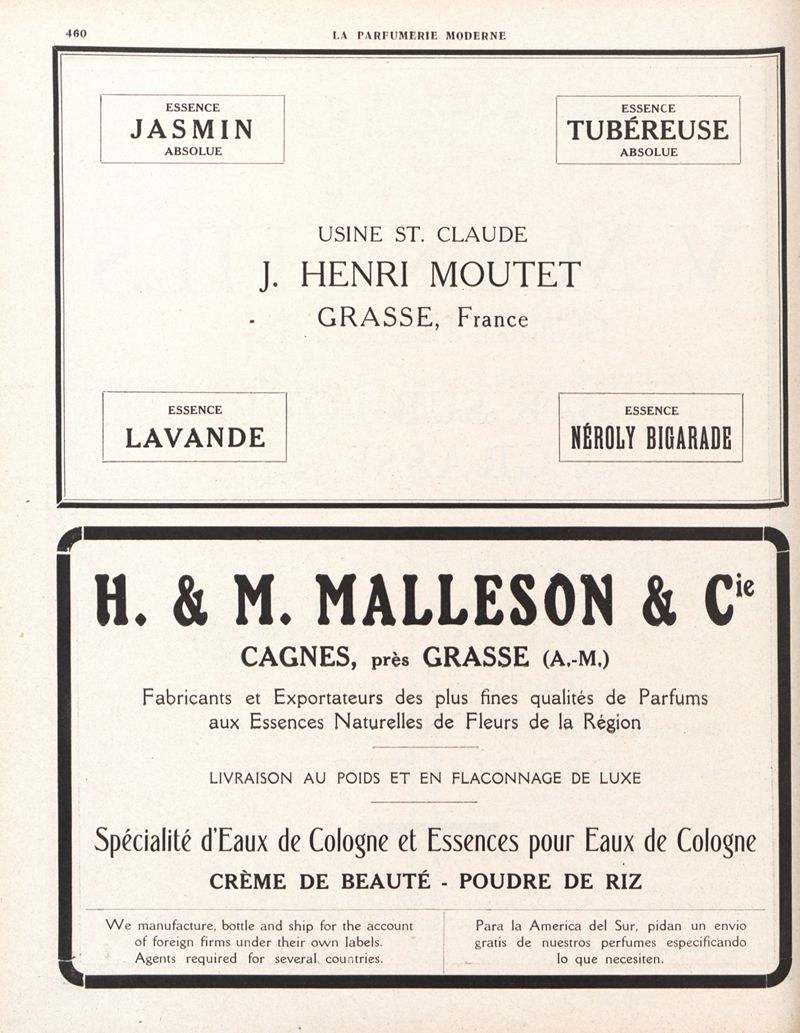 460
LA PARFUMERIE MODERNE
ESSENCE
JASMIN
ABSOLUE
ESSENCE
TUBÉREUSE
ABSOLUE
USINE ST. CLAUDE
J. HENRI MOUTET
GRASSE, France
ESSENCE
LAVANDE
ESSENCE
NÉROLY BIGARADE
H. & M. MALLESON & Cie
CAGNES, près GRASSE (A.-M.)
Fabricants et Exportateurs des plus fines qualités de Parfums
aux Essences Naturelles de Fleurs de la Région
LIVRAISON AU POIDS ET EN FLACONNAGE DE LUXE
Spécialité d'Eaux de Cologne et Essences pour Eaux de Cologne
CRÈME DE BEAUTÉ - POUDRE DE RIZ
We manufacture, bottle and ship for the account
of foreign firms under their own labels.
Agents required for several countries.
Para la America del Sur, pidan un envio
gratis de nuestros perfumes especificando
lo que necesiten.